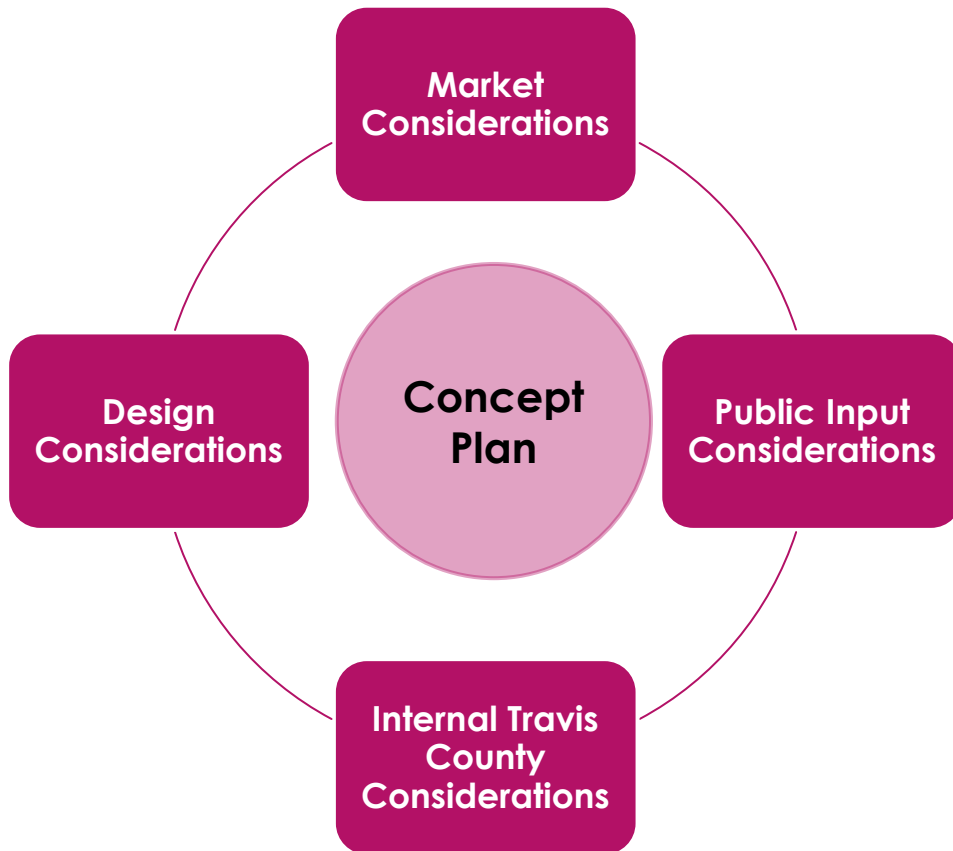 Market
Considerations
Design
Considerations
Concept
Plan
Public Input
Considerations
Internal Travis
County
Considerations